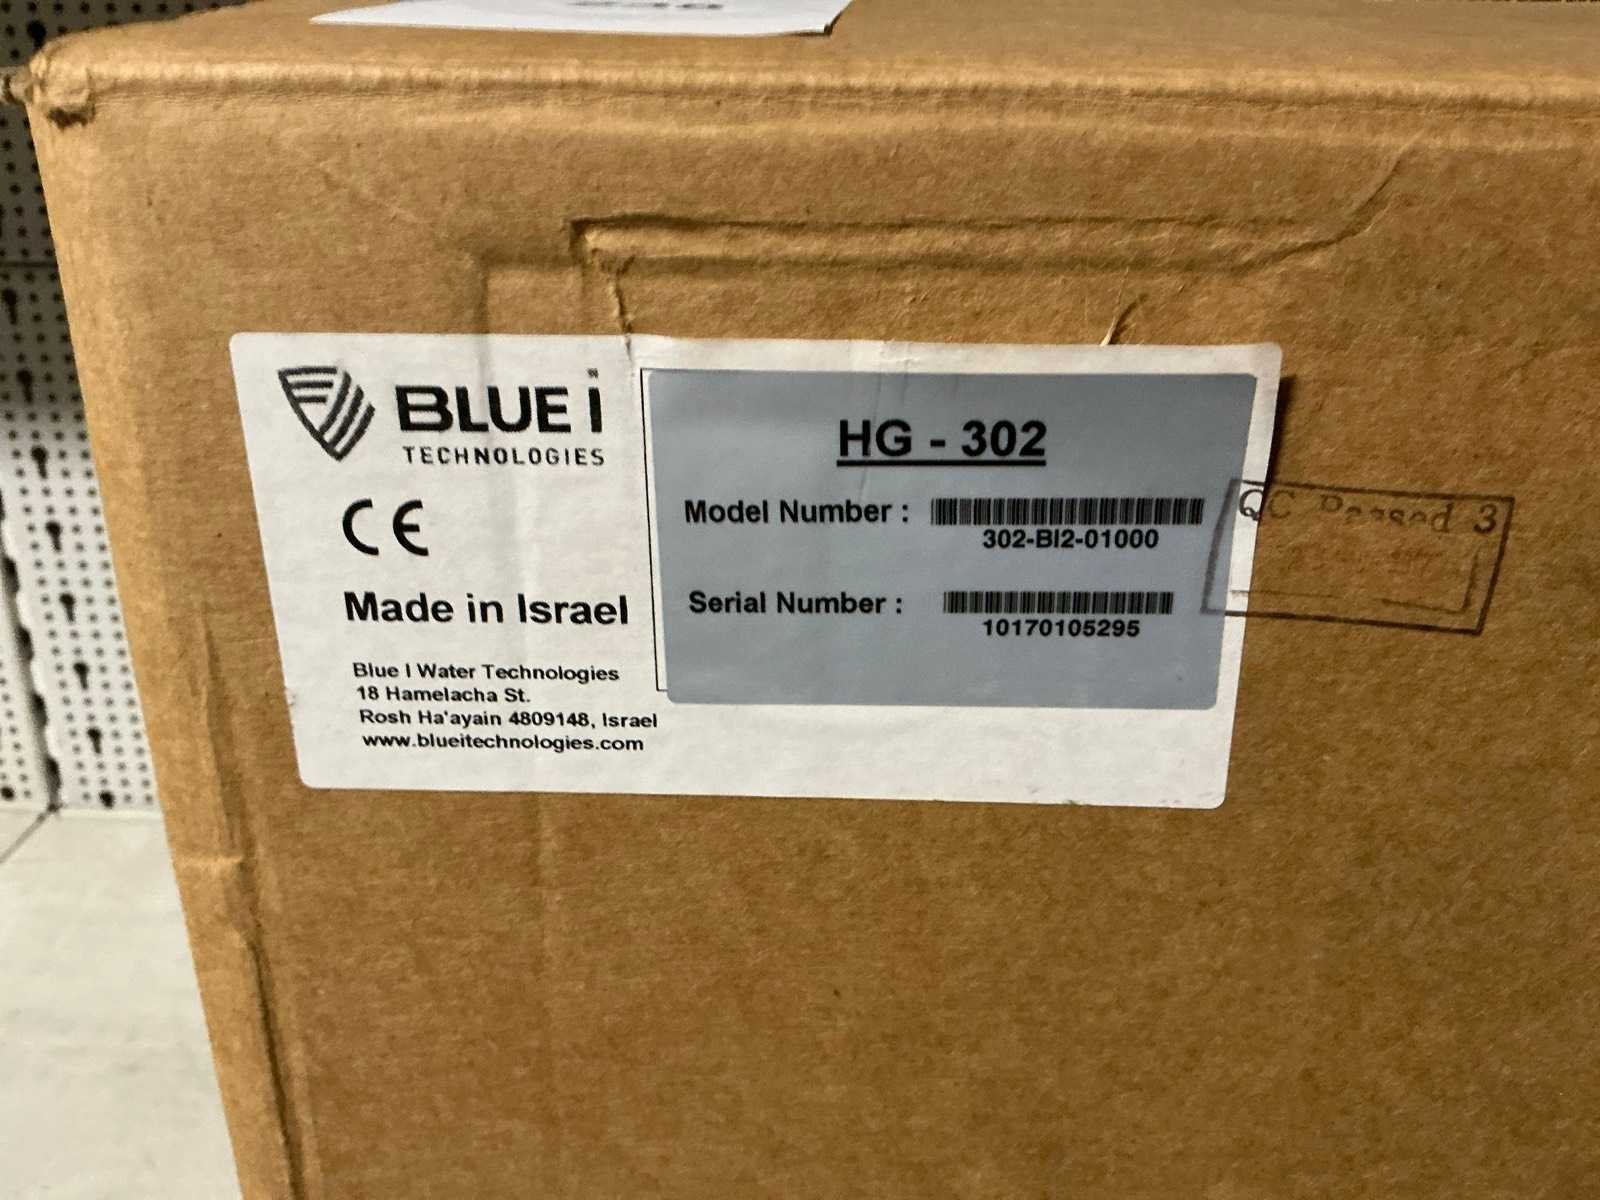 BLUE i
TECHNOLOGIES
CE
Made in Israel
Blue I Water Technologies
18 Hamelacha St.
Rosh Ha'ayain 4809148, Israel
www.blueitechnologies.com
HG - 302
Model Number :
302-BI2-01000
Serial Number :
10170105295
QC Passed 3